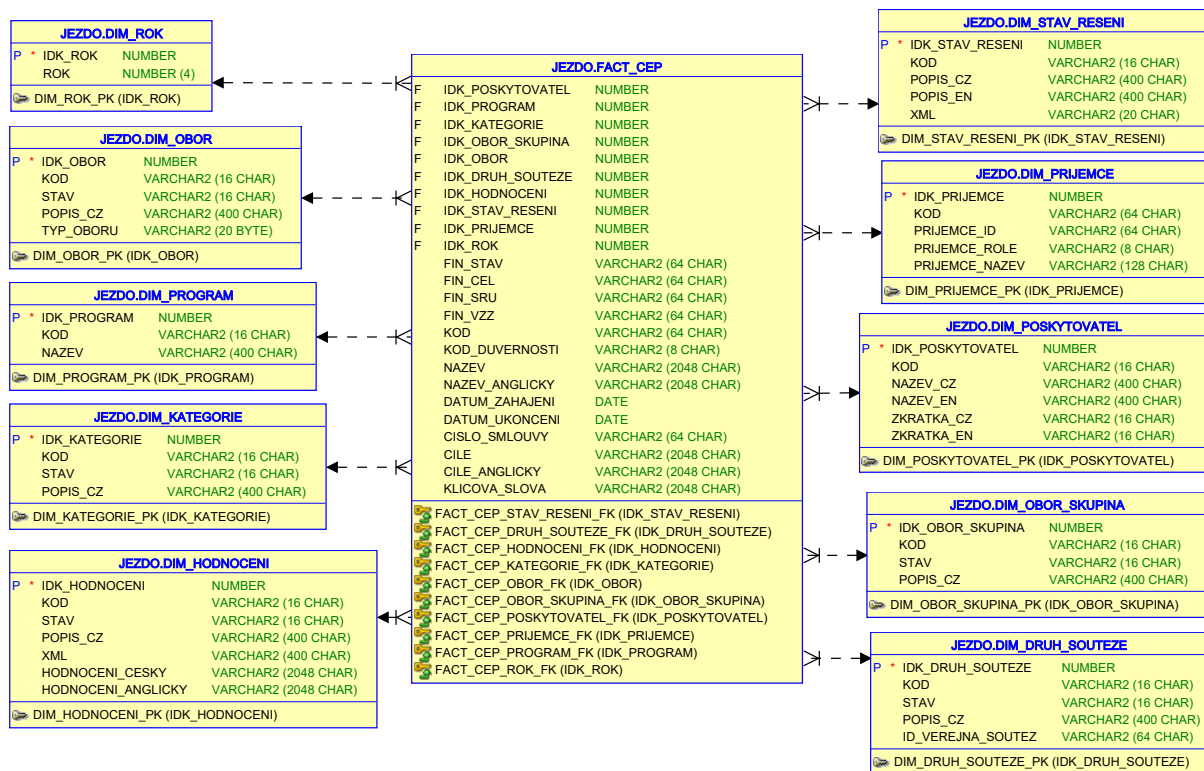 JEZDO.DIM_ROK
P * IDK_ROK NUMBER
ROK NUMBER (4)
DIM_ROK_PK (IDK_ROK)
JEZDO.DIM_OBOR
P * IDK_OBOR NUMBER
KOD VARCHAR2 (16 CHAR)
STAV VARCHAR2 (16 CHAR)
POPIS_CZ VARCHAR2 (400 CHAR)
TYP_OBORU VARCHAR2 (20 BYTE)
DIM_OBOR_PK (IDK_OBOR)
JEZDO.DIM_PROGRAM
P * IDK_PROGRAM NUMBER
KOD VARCHAR2 (16 CHAR)
NAZEV VARCHAR2 (400 CHAR)
DIM_PROGRAM_PK (IDK_PROGRAM)
JEZDO.DIM_KATEGORIE
P * IDK_KATEGORIE NUMBER
KOD VARCHAR2 (16 CHAR)
STAV VARCHAR2 (16 CHAR)
POPIS_CZ VARCHAR2 (400 CHAR)
DIM_KATEGORIE_PK (IDK_KATEGORIE)
JEZDO.DIM_HODNOCENI
P * IDK_HODNOCENI NUMBER
KOD VARCHAR2 (16 CHAR)
STAV VARCHAR2 (16 CHAR)
POPIS_CZ VARCHAR2 (400 CHAR)
XML VARCHAR2 (400 CHAR)
HODNOCENI_CESKY VARCHAR2 (2048 CHAR)
HODNOCENI_ANGLICKY VARCHAR2 (2048 CHAR)
DIM_HODNOCENI_PK (IDK_HODNOCENI)
JEZDO.FACT_CEP
F IDK_POSKYTOVATEL NUMBER
F IDK_PROGRAM NUMBER
F IDK_KATEGORIE NUMBER
F IDK_OBOR_SKUPINA NUMBER
F IDK_OBOR NUMBER
F IDK_DRUH_SOUTEZE NUMBER
F IDK_HODNOCENI NUMBER
F IDK_STAV_RESENI NUMBER
F IDK_PRIJEMCE NUMBER
F IDK_ROK NUMBER
FIN_STAV VARCHAR2 (64 CHAR)
FIN_CEL VARCHAR2 (64 CHAR)
FIN_SRU VARCHAR2 (64 CHAR)
FIN_VZZ VARCHAR2 (64 CHAR)
KOD VARCHAR2 (64 CHAR)
KOD_DUVERNOSTI VARCHAR2 (8 CHAR)
NAZEV VARCHAR2 (2048 CHAR)
NAZEV_ANGLICKY VARCHAR2 (2048 CHAR)
DATUM_ZAHAJENI DATE
DATUM_UKONCENI DATE
CISLO_SMLOUVY VARCHAR2 (64 CHAR)
CILE VARCHAR2 (2048 CHAR)
CILE_ANGLICKY VARCHAR2 (2048 CHAR)
KLICOVA_SLOVA VARCHAR2 (2048 CHAR)
FACT_CEP_STAV_RESENI_FK (IDK_STAV_RESENI)
FACT_CEP_DRUH_SOUTEZE_FK (IDK_DRUH_SOUTEZE)
FACT_CEP_HODNOCENI_FK (IDK_HODNOCENI)
FACT_CEP_KATEGORIE_FK (IDK_KATEGORIE)
FACT_CEP_OBOR_FK (IDK_OBOR)
FACT_CEP_OBOR_SKUPINA_FK (IDK_OBOR_SKUPINA)
FACT_CEP_POSKYTOVATEL_FK (IDK_POSKYTOVATEL)
FACT_CEP_PRIJEMCE_FK (IDK_PRIJEMCE)
FACT_CEP_PROGRAM_FK (IDK_PROGRAM)
FACT_CEP_ROK_FK (IDK_ROK)
JEZDO.DIM_STAV_RESENI
P * IDK_STAV_RESENI NUMBER
KOD VARCHAR2 (16 CHAR)
POPIS_CZ VARCHAR2 (400 CHAR)
POPIS_EN VARCHAR2 (400 CHAR)
XML VARCHAR2 (20 CHAR)
DIM_STAV_RESENI_PK (IDK_STAV_RESENI)
JEZDO.DIM_PRIJEMCE
P * IDK_PRIJEMCE NUMBER
KOD VARCHAR2 (64 CHAR)
PRIJEMCE_ID VARCHAR2 (64 CHAR)
PRIJEMCE_ROLE VARCHAR2 (8 CHAR)
PRIJEMCE_NAZEV VARCHAR2 (128 CHAR)
DIM_PRIJEMCE_PK (IDK_PRIJEMCE)
JEZDO.DIM_POSKYTOVATEL
P * IDK_POSKYTOVATEL NUMBER
KOD VARCHAR2 (16 CHAR)
NAZEV_CZ VARCHAR2 (400 CHAR)
NAZEV_EN VARCHAR2 (400 CHAR)
ZKRATKA_CZ VARCHAR2 (16 CHAR)
ZKRATKA_EN VARCHAR2 (16 CHAR)
DIM_POSKYTOVATEL_PK (IDK_POSKYTOVATEL)
JEZDO.DIM_OBOR_SKUPINA
P * IDK_OBOR_SKUPINA NUMBER
KOD VARCHAR2 (16 CHAR)
STAV VARCHAR2 (16 CHAR)
POPIS_CZ VARCHAR2 (400 CHAR)
DIM_OBOR_SKUPINA_PK (IDK_OBOR_SKUPINA)
JEZDO.DIM_DRUH_SOUTEZE
P * IDK_DRUH_SOUTEZE NUMBER
KOD VARCHAR2 (16 CHAR)
STAV VARCHAR2 (16 CHAR)
POPIS_CZ VARCHAR2 (400 CHAR)
ID_VEREJNA_SOUTEZ VARCHAR2 (64 CHAR)
DIM_DRUH_SOUTEZE_PK (IDK_DRUH_SOUTEZE)